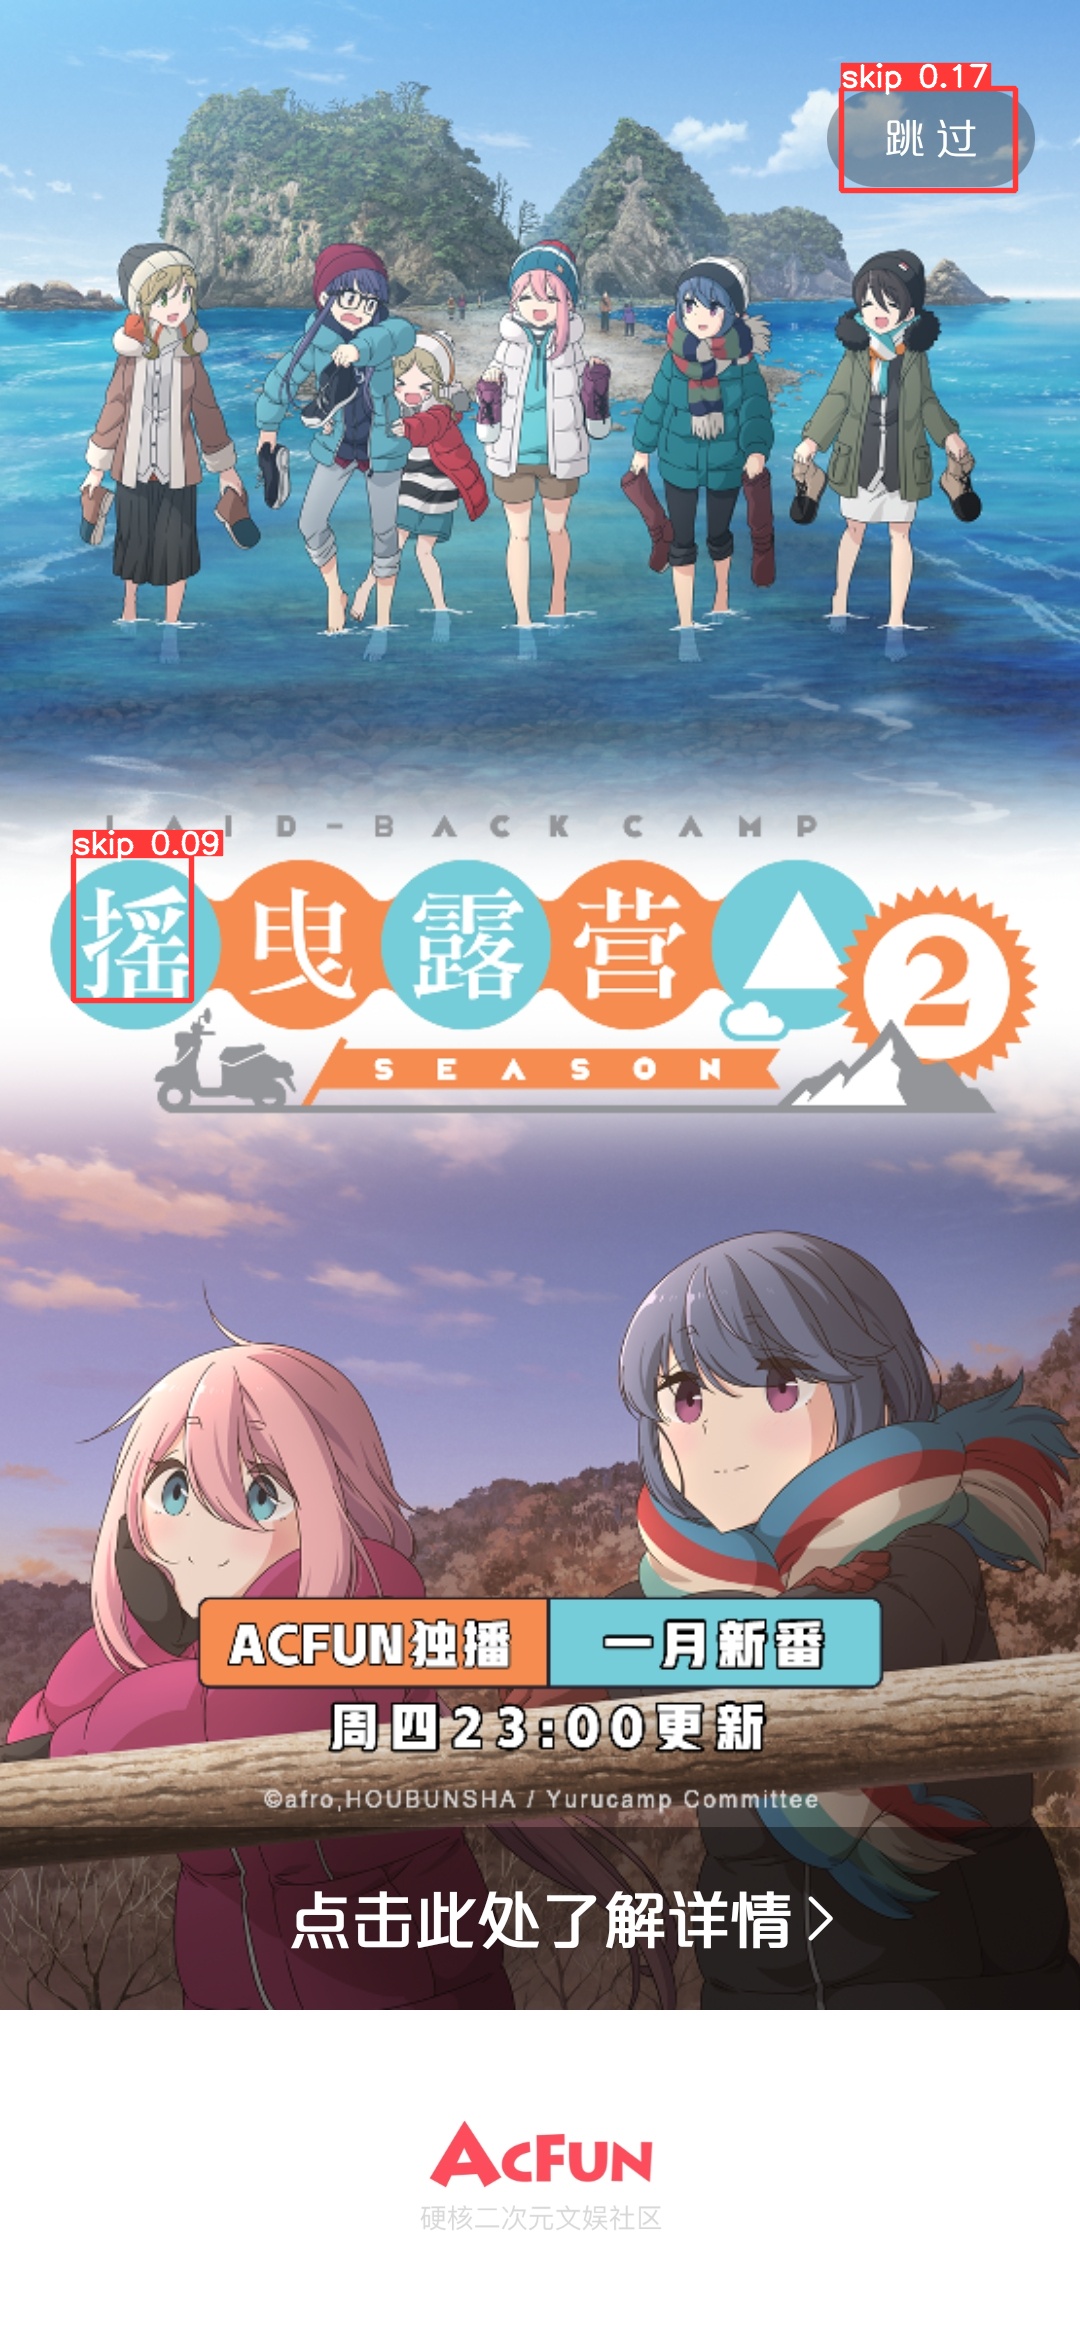 skip 0.17
跳过
LAID-BACK CAMP
skip 0.09
摇曳露营△2
SEASON
ACFUN独播 一月新番
周四23:00更新
©afro,HOUBUNSHA / Yurucamp Committee
点击此处了解详情>
ACFUN
硬核二次元文娱社区